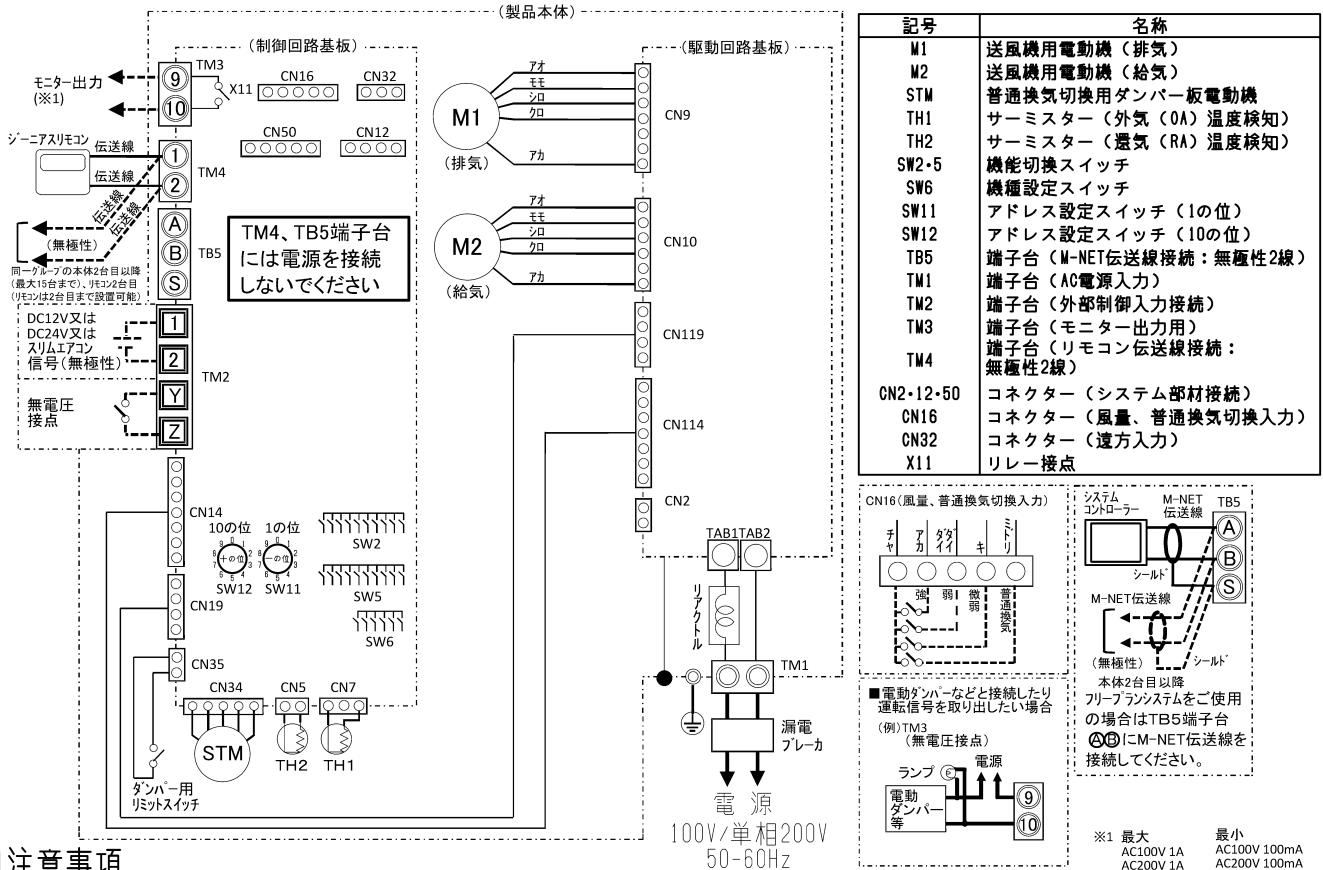 (製品本体)
(制御回路基板)
(駆動回路基板)
モニター出力
(※1)
9
10
TM3
X11
CN16
CN32
CN50
CN12
ジーニアスリモコン
伝送線
伝送線
1
2
TM4
伝送線
伝送線
(無極性)
同一グループの本体2台目以降
(最大15台まで)、リモコン2台目
(リモコンは2台目まで設置可能)
A
B
S
TB5
TM4、TB5端子台
には電源を接続
しないでください
DC12V又は
DC24V又は
スリムエアコン
信号(無極性)
無電圧
接点
1
2
Y
Z
TM2
CN14
CN19
CN35
10の位
1の位
十の位
一の位
SW12
SW11
SW2
SW5
SW6
CN34
CN5
CN7
STM
TH2
TH1
ダンパー用
リミットスイッチ
M1
(排気)
アオ
モモ
シロ
クロ
アカ
CN9
M2
(給気)
アオ
モモ
シロ
クロ
アカ
CN10
CN119
CN114
CN2
TAB1 TAB2
リアクトル
TM1
漏電
ブレーカ
電 源
100V/単相200V
50-60Hz
記号 名称
M1 送風機用電動機(排気)
M2 送風機用電動機(給気)
STM 普通換気切換用ダンパー板電動機
TH1 サーミスター(外気(OA)温度検知)
TH2 サーミスター(還気(RA)温度検知)
SW2・5 機能切換スイッチ
SW6 機種設定スイッチ
SW11 アドレス設定スイッチ(1の位)
SW12 アドレス設定スイッチ(10の位)
TB5 端子台(M-NET伝送線接続:無極性2線)
TM1 端子台(AC電源入力)
TM2 端子台(外部制御入力接続)
TM3 端子台(モニター出力用)
TM4 端子台(リモコン伝送線接続:
無極性2線)
CN2・12・50 コネクター(システム部材接続)
CN16 コネクター(風量、普通換気切換入力)
CN32 コネクター(遠方入力)
X11 リレー接点
CN16(風量、普通換気切換入力)
チャ
アカ
ダイダイ
キ
ミドリ
強
弱
微弱
普通換気
システム
コントローラー
M-NET
伝送線
TB5
A
B
S
シールド
M-NET伝送線
(無極性)
シールド
本体2台目以降
フリープランシステムをご使用
の場合はTB5端子台
ⒶⒷにM-NET伝送線を
接続してください。
■電動ダンパーなどと接続したり
運転信号を取り出したい場合
(例)TM3
(無電圧接点)
ランプ
電源
電動
ダンパー
等
9
10
※1 最大 最小
AC100V 1A AC100V 100mA
AC200V 1A AC200V 100mA
注意事項